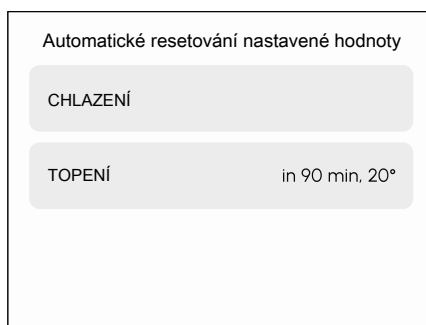 Automatické resetování nastavené hodnoty
CHLAZENÍ
TOPENÍ in 90 min, 20°